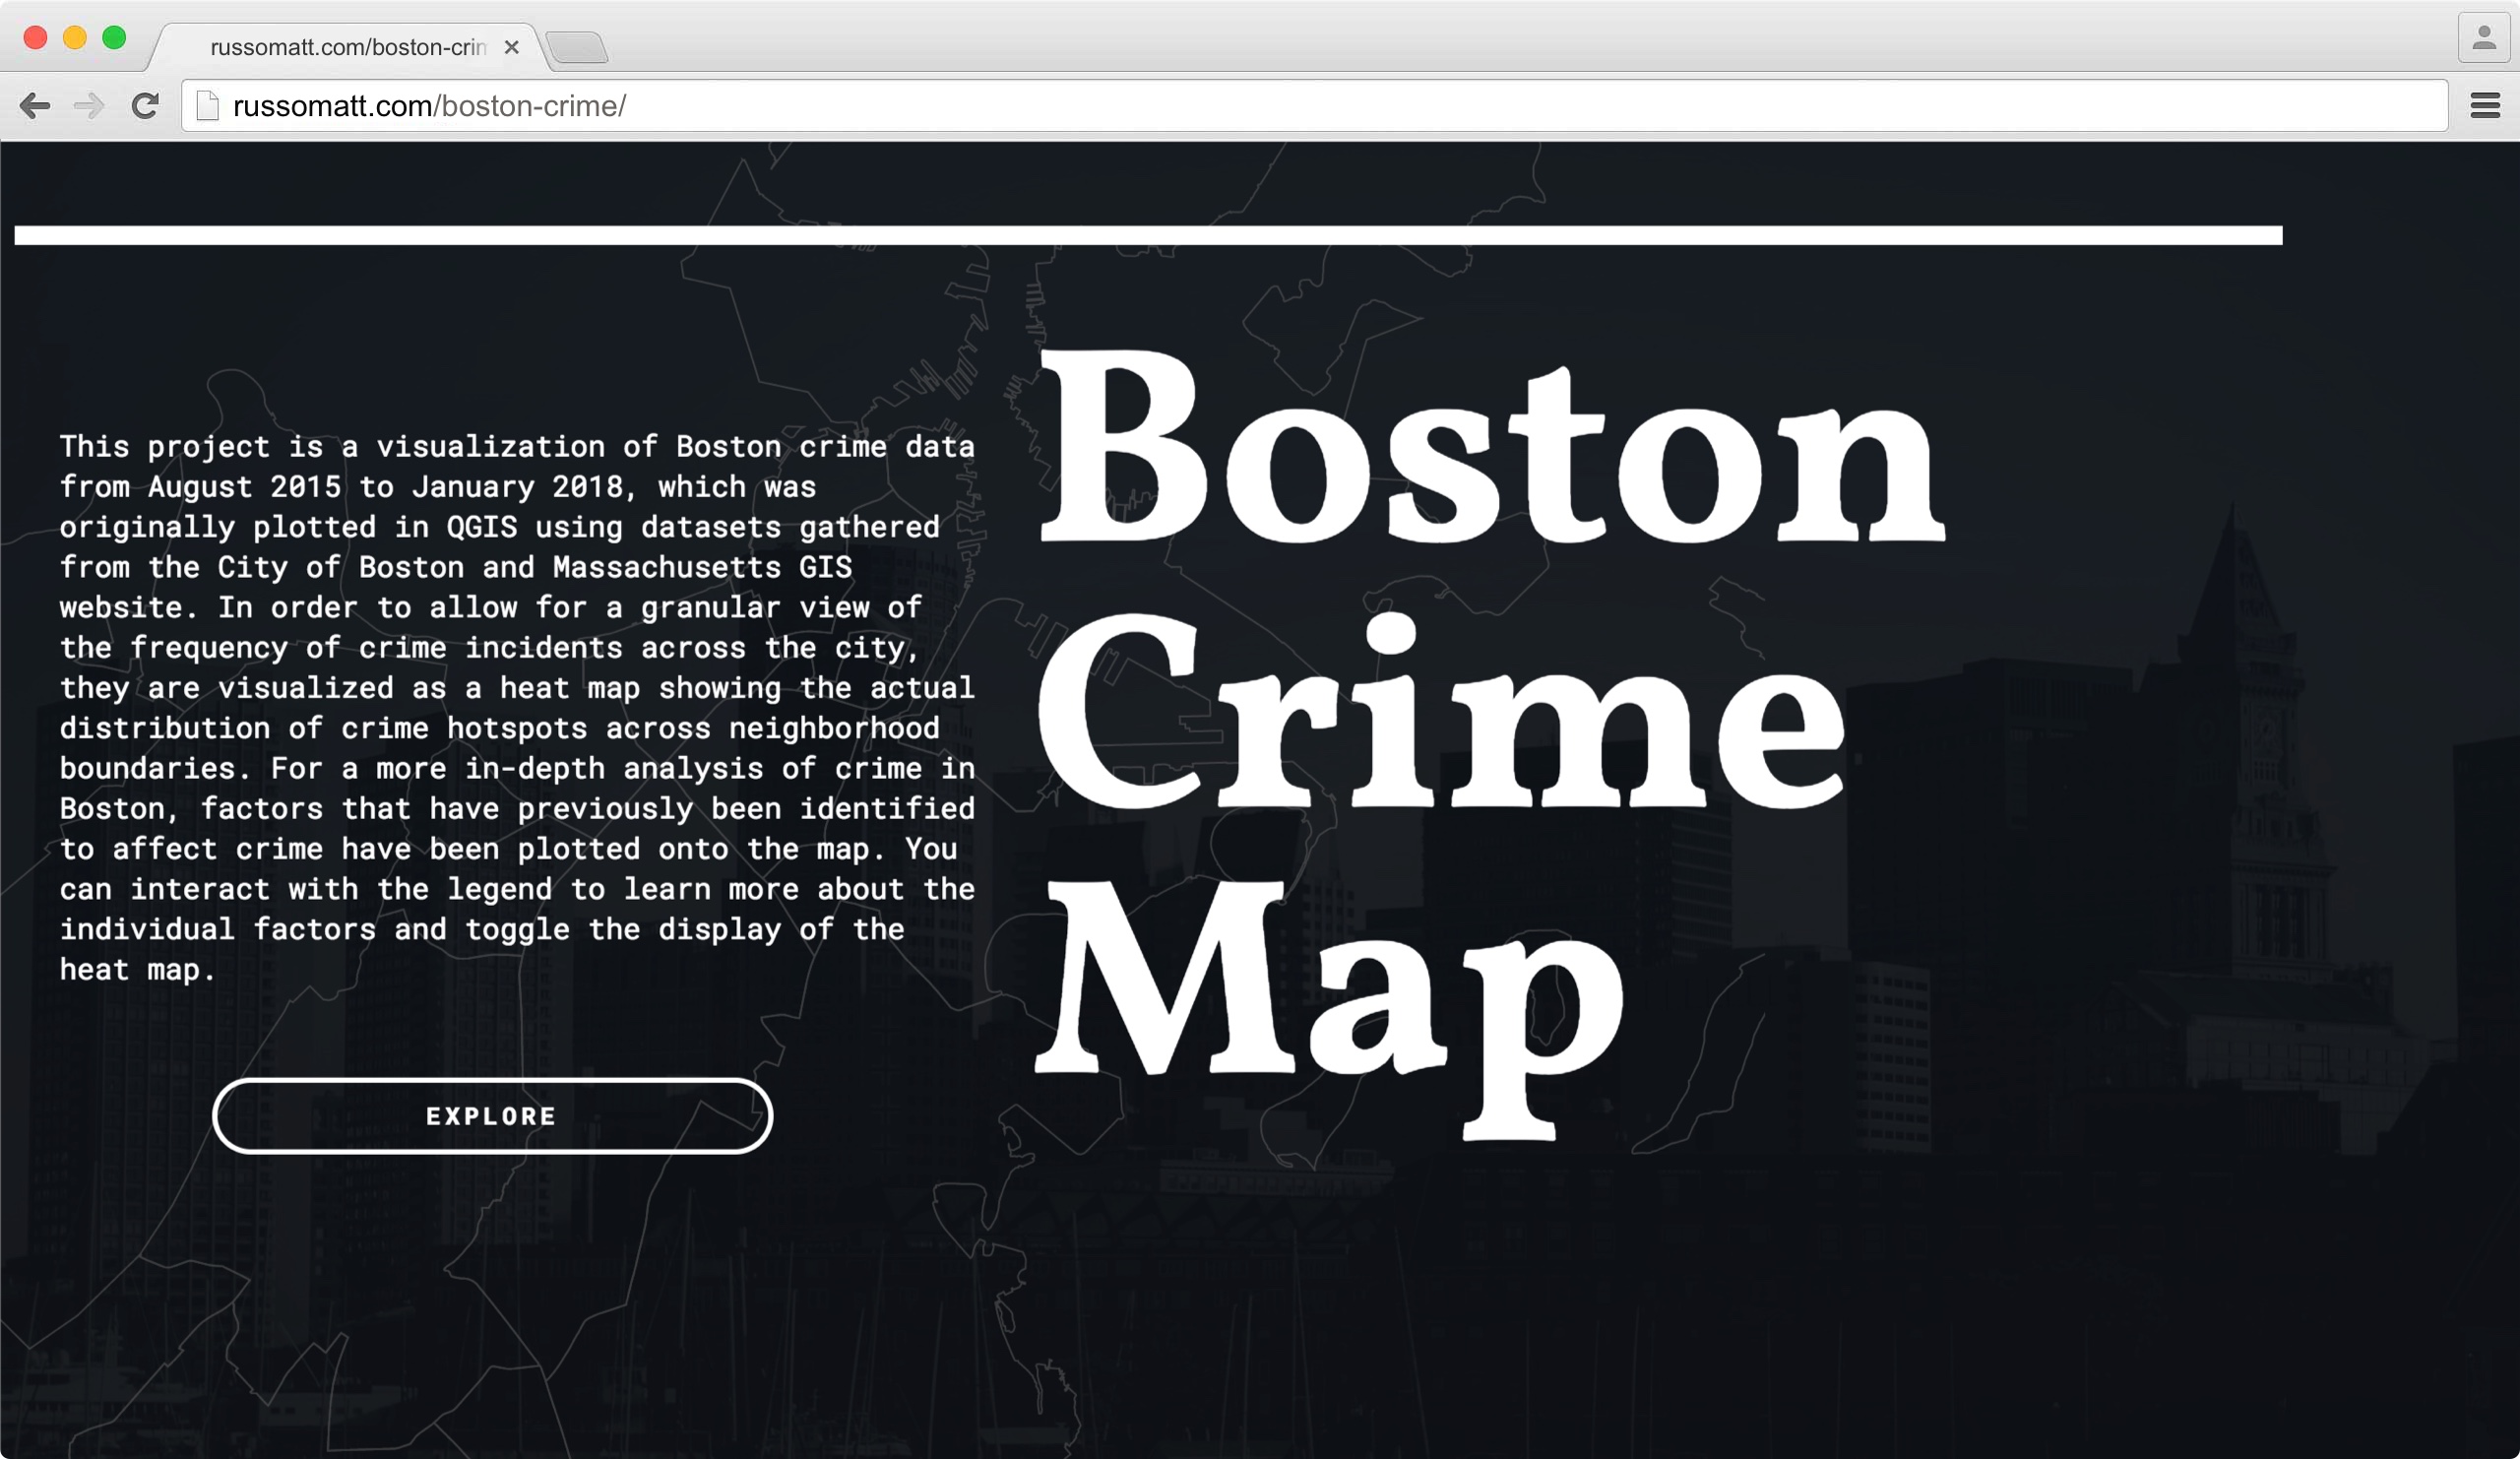 russomatt.com/boston-crim
russomatt.com/boston-crime/
This project is a visualization of Boston crime data
from August 2015 to January 2018, which was
originally plotted in QGIS using datasets gathered
from the City of Boston and Massachusetts GIS
website. In order to allow for a granular view of
the frequency of crime incidents across the city,
they are visualized as a heat map showing the actual
distribution of crime hotspots across neighborhood
boundaries. For a more in-depth analysis of crime in
Boston, factors that have previously been identified
to affect crime have been plotted onto the map. You
can interact with the legend to learn more about the
individual factors and toggle the display of the
heat map.
EXPLORE
Boston
Crime
Map